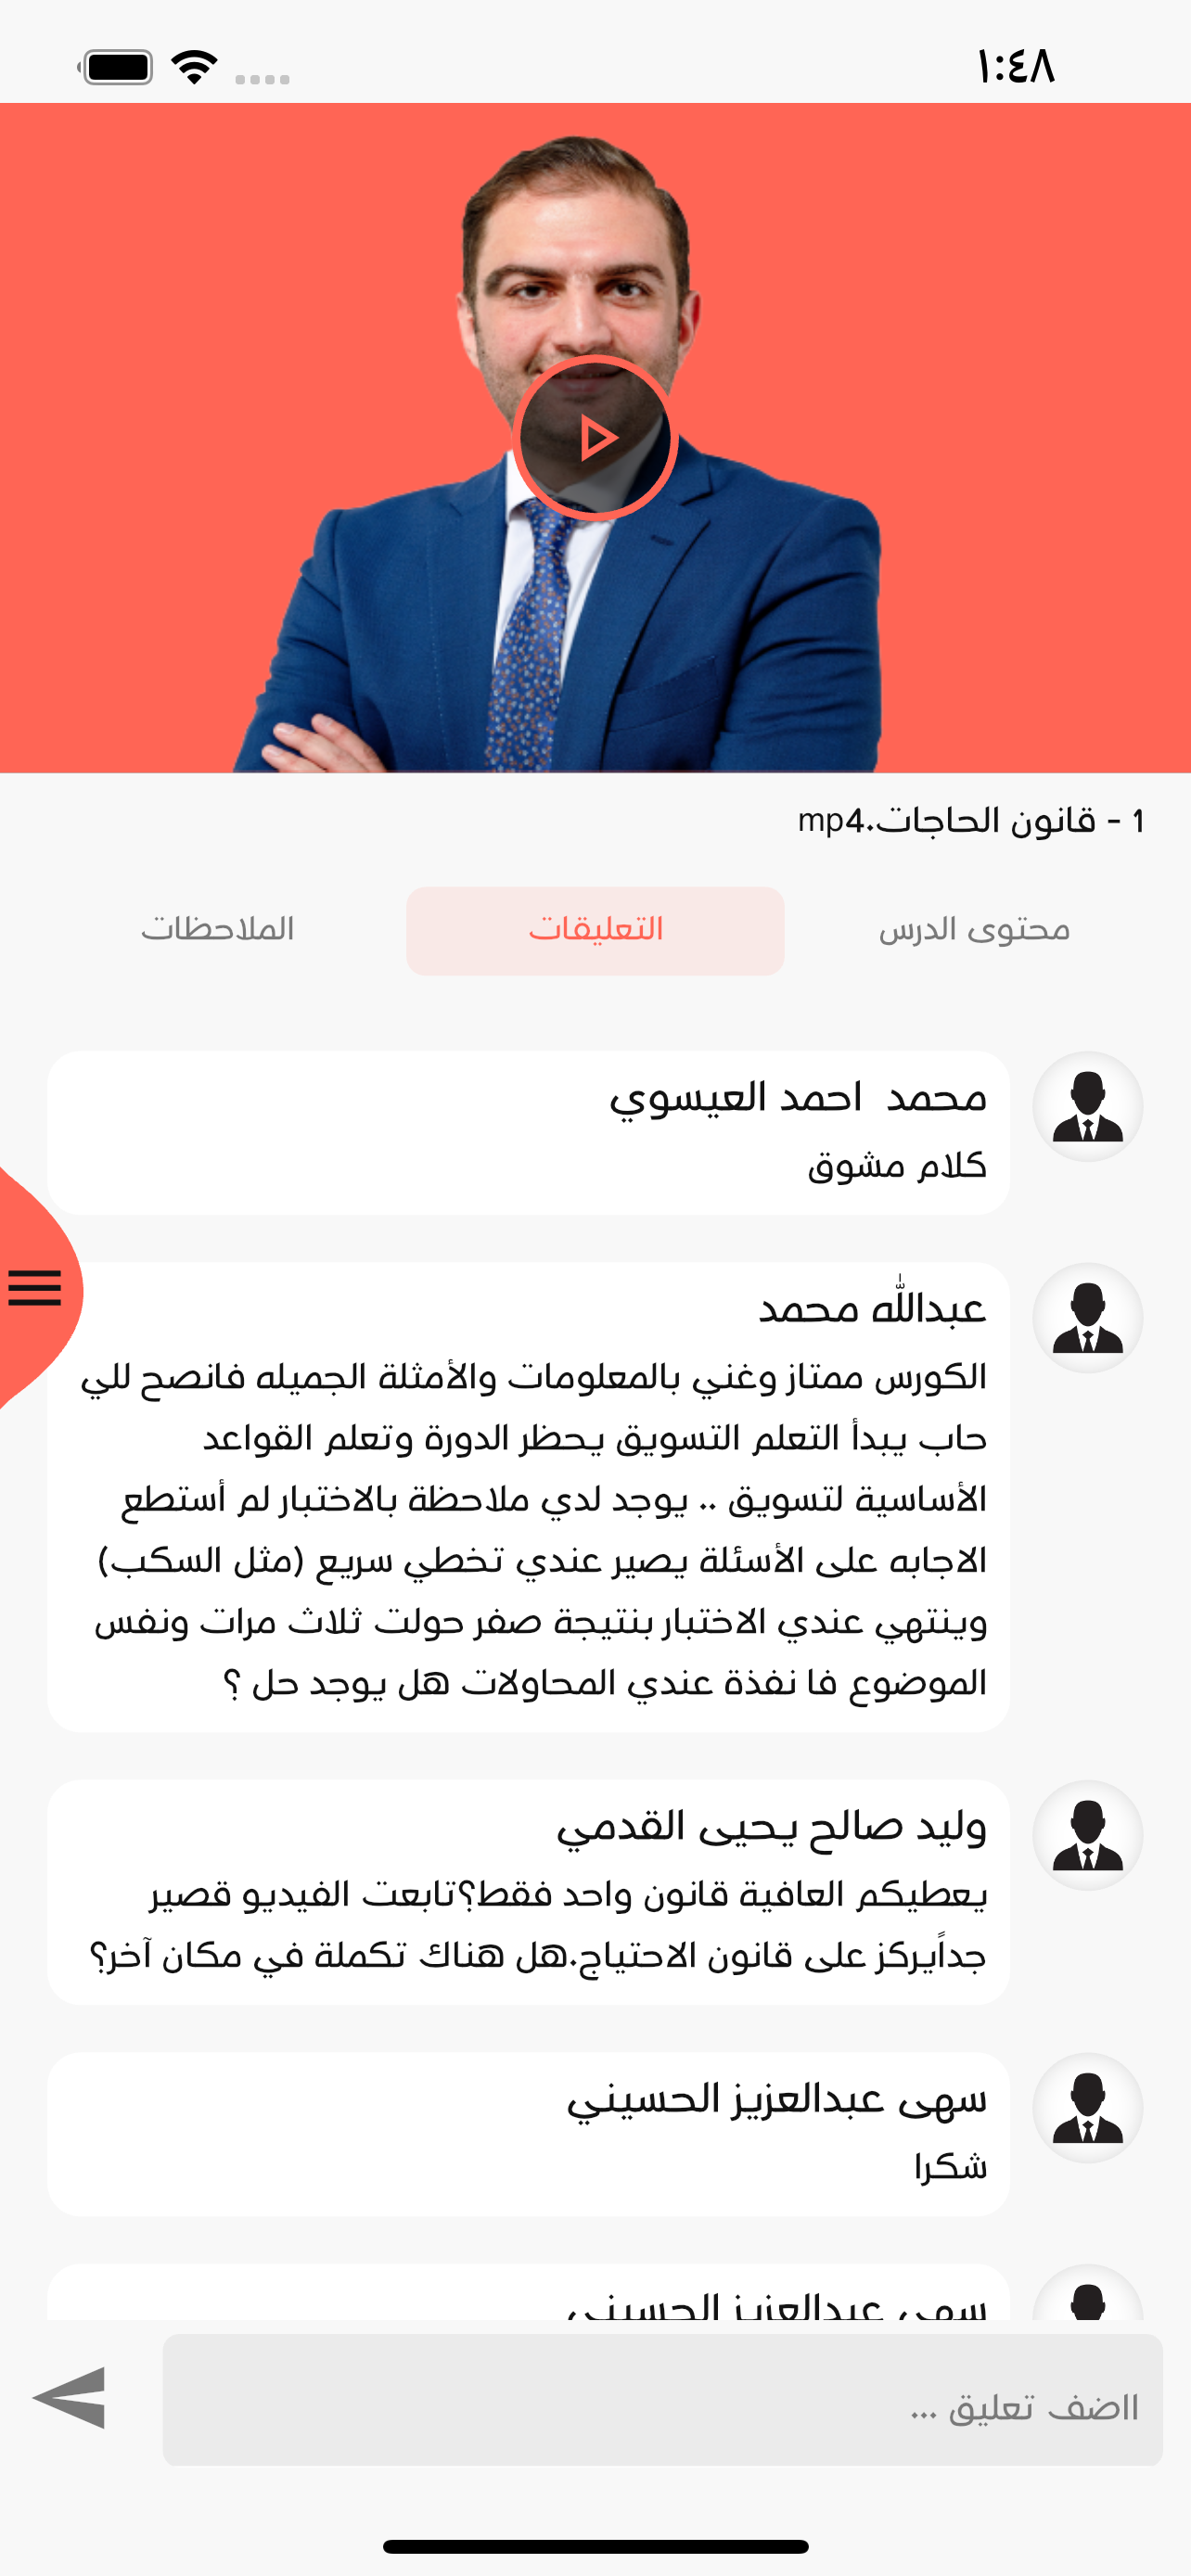 ١:٤٨
1 - قانون الحاجات.mp4
محتوى الدرس
التعليقات
الملاحظات
محمد احمد العيسوي
كلام مشوق
عبدالله محمد
الكورس ممتاز وغني بالمعلومات والأمثلة الجميله فانصح للي
حاب يبدأ التعلم التسويق يحظر الدورة وتعلم القواعد
الأساسية لتسويق .. يوجد لدي ملاحظة بالاختبار لم أستطع
الاجابه على الأسئلة يصير عندي تخطي سريع (مثل السكب)
وينتهي عندي الاختبار بنتيجة صفر حولت ثلاث مرات ونفس
الموضوع فا نفذة عندي المحاولات هل يوجد حل ؟
وليد صالح يحيى القدمي
يعطيكم العافية قانون واحد فقط؟تابعت الفيديو قصير
جداًيركز على قانون الاحتياج.هل هناك تكملة في مكان آخر؟
سهى عبدالعزيز الحسيني
شكرا
سهى عبدالعزيز الحسيني
ااضف تعليق ...